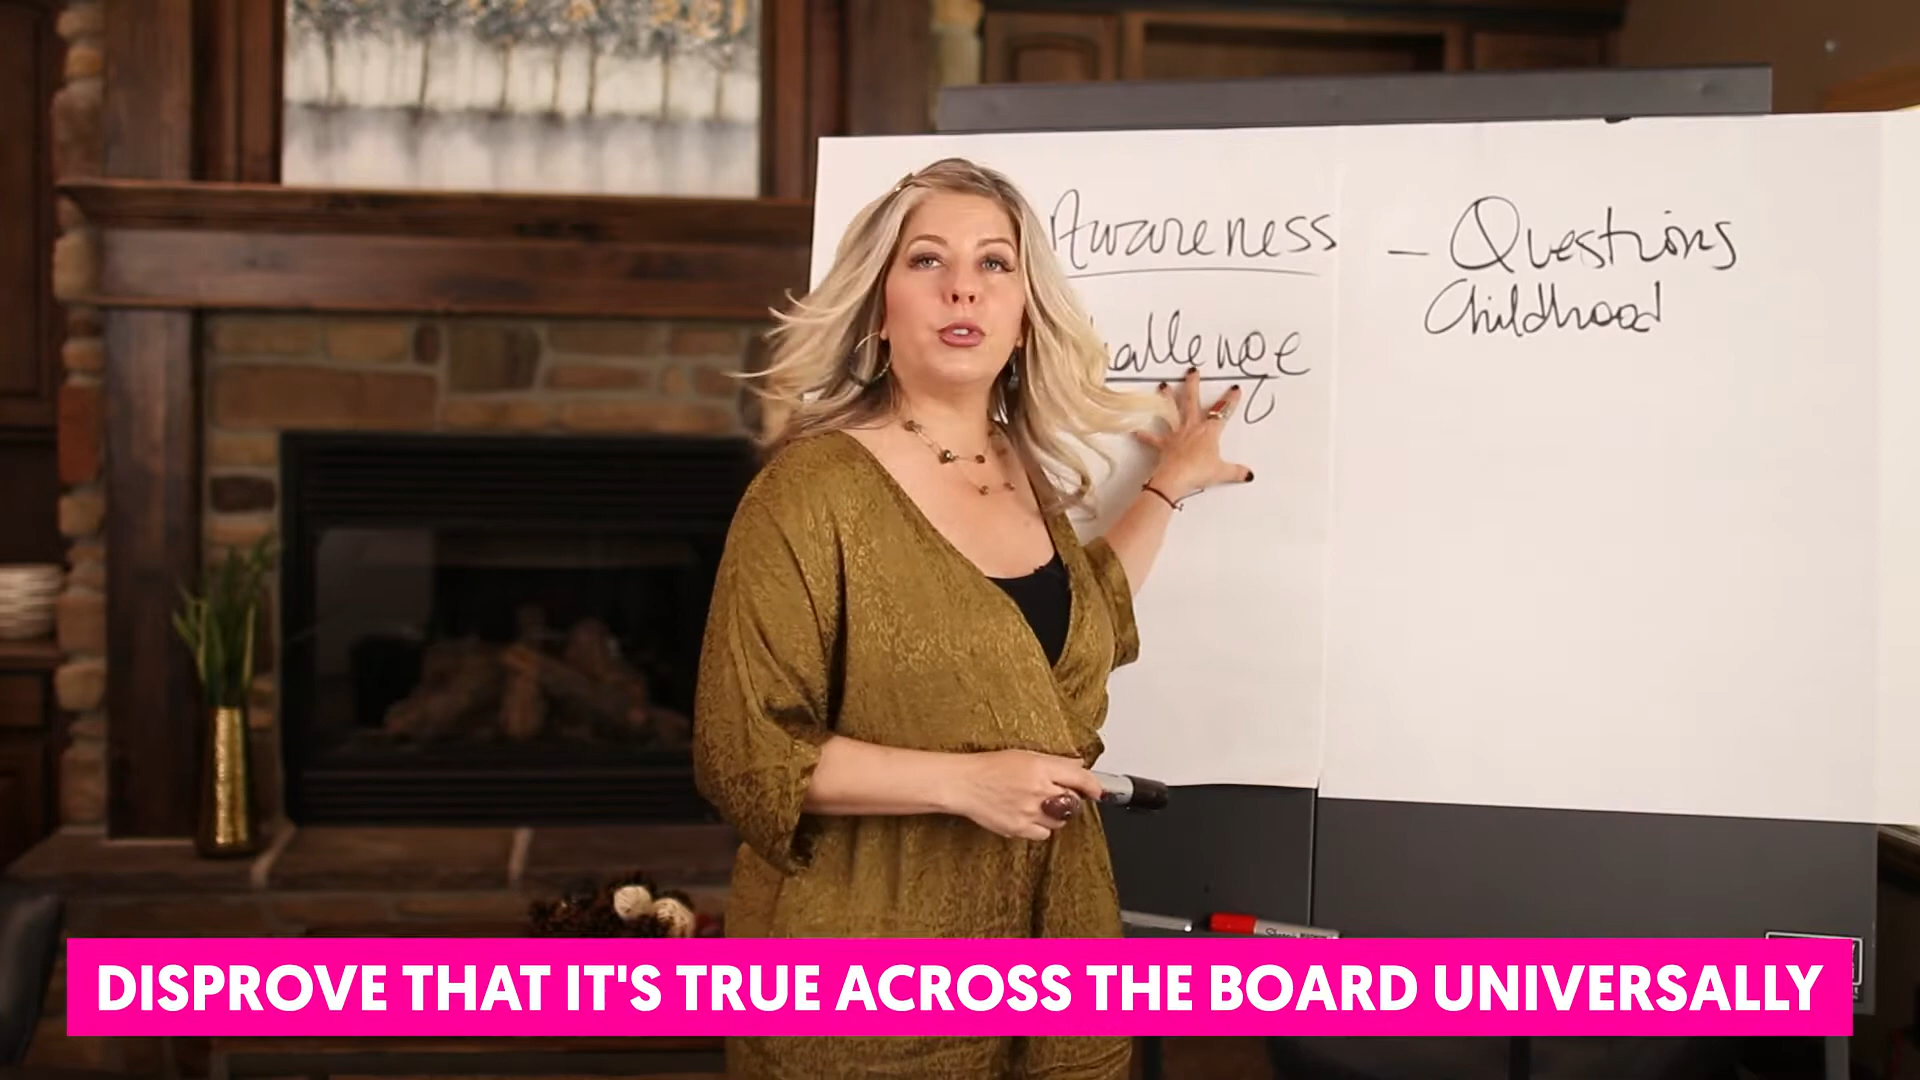 Awareness
- Questions
Childhood
Challenge
DISPROVE THAT IT'S TRUE ACROSS THE BOARD UNIVERSALLY